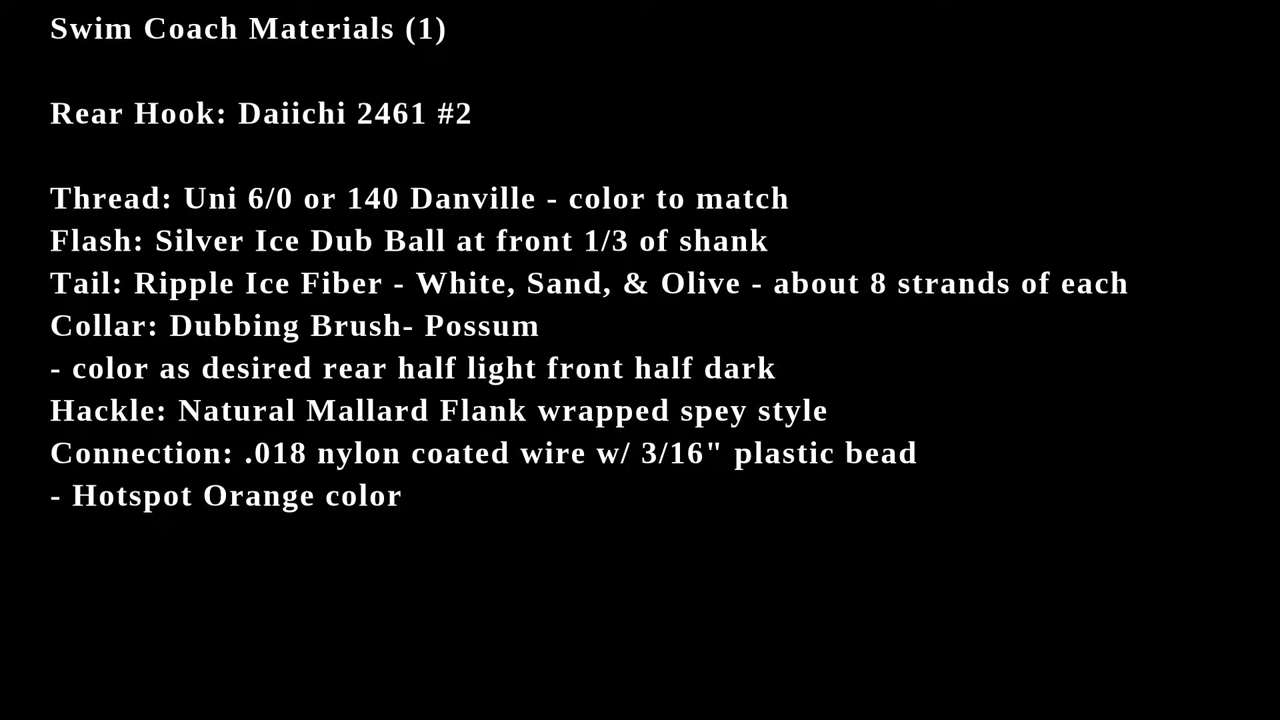 Swim Coach Materials (1)
Rear Hook: Daiichi 2461 #2
Thread: Uni 6/0 or 140 Danville - color to match
Flash: Silver Ice Dub Ball at front 1/3 of shank
Tail: Ripple Ice Fiber - White, Sand, & Olive - about 8 strands of each
Collar: Dubbing Brush- Possum
- color as desired rear half light front half dark
Hackle: Natural Mallard Flank wrapped spey style
Connection: .018 nylon coated wire w/ 3/16" plastic bead
- Hotspot Orange color